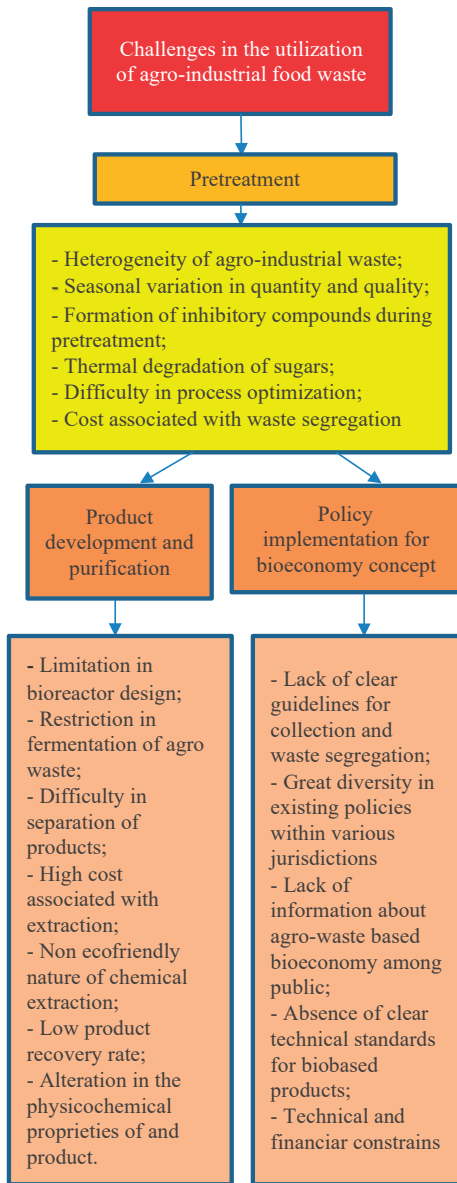 Challenges in the utilization
of agro-industrial food waste
Pretreatment
- Heterogeneity of agro-industrial waste;
- Seasonal variation in quantity and quality;
- Formation of inhibitory compounds during
pretreatment;
- Thermal degradation of sugars;
- Difficulty in process optimization;
- Cost associated with waste segregation
Product
development and
purification
Policy
implementation for
bioeconomy concept
- Limitation in
bioreactor design;
- Restriction in
fermentation of agro
waste;
- Difficulty in
separation of
products;
- High cost
associated with
extraction;
- Non ecofriendly
nature of chemical
extraction;
- Low product
recovery rate;
- Alteration in the
physicochemical
proprieties of and
product.
- Lack of clear
guidelines for
collection and
waste segregation;
- Great diversity in
existing policies
within various
jurisdictions
- Lack of
information about
agro-waste based
bioeconomy among
public;
- Absence of clear
technical standards
for biobased
products;
- Technical and
financiar constrains